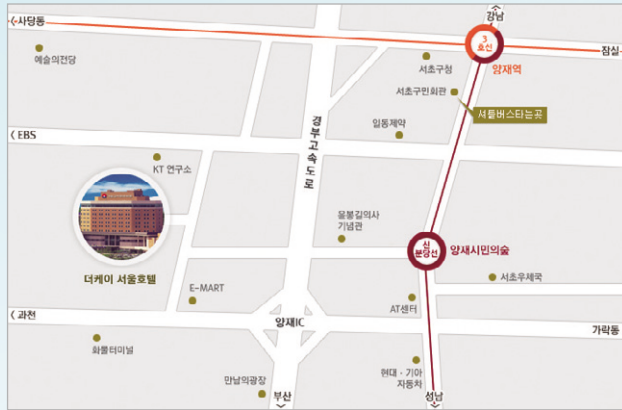 강남
사당동
3
호선
잠실
예술의전당
서초구청
양재역
서초구민회관
셔틀버스타는곳
경부고속도로
일동제약
EBS
KT 연구소
윤봉길의사
기념관
신
분당선
양재시민의숲
더케이 서울호텔
서초우체국
E-MART
AT센터
과천
양재IC
가락동
화물터미널
만남의광장
현대 · 기아
자동차
부산
성남